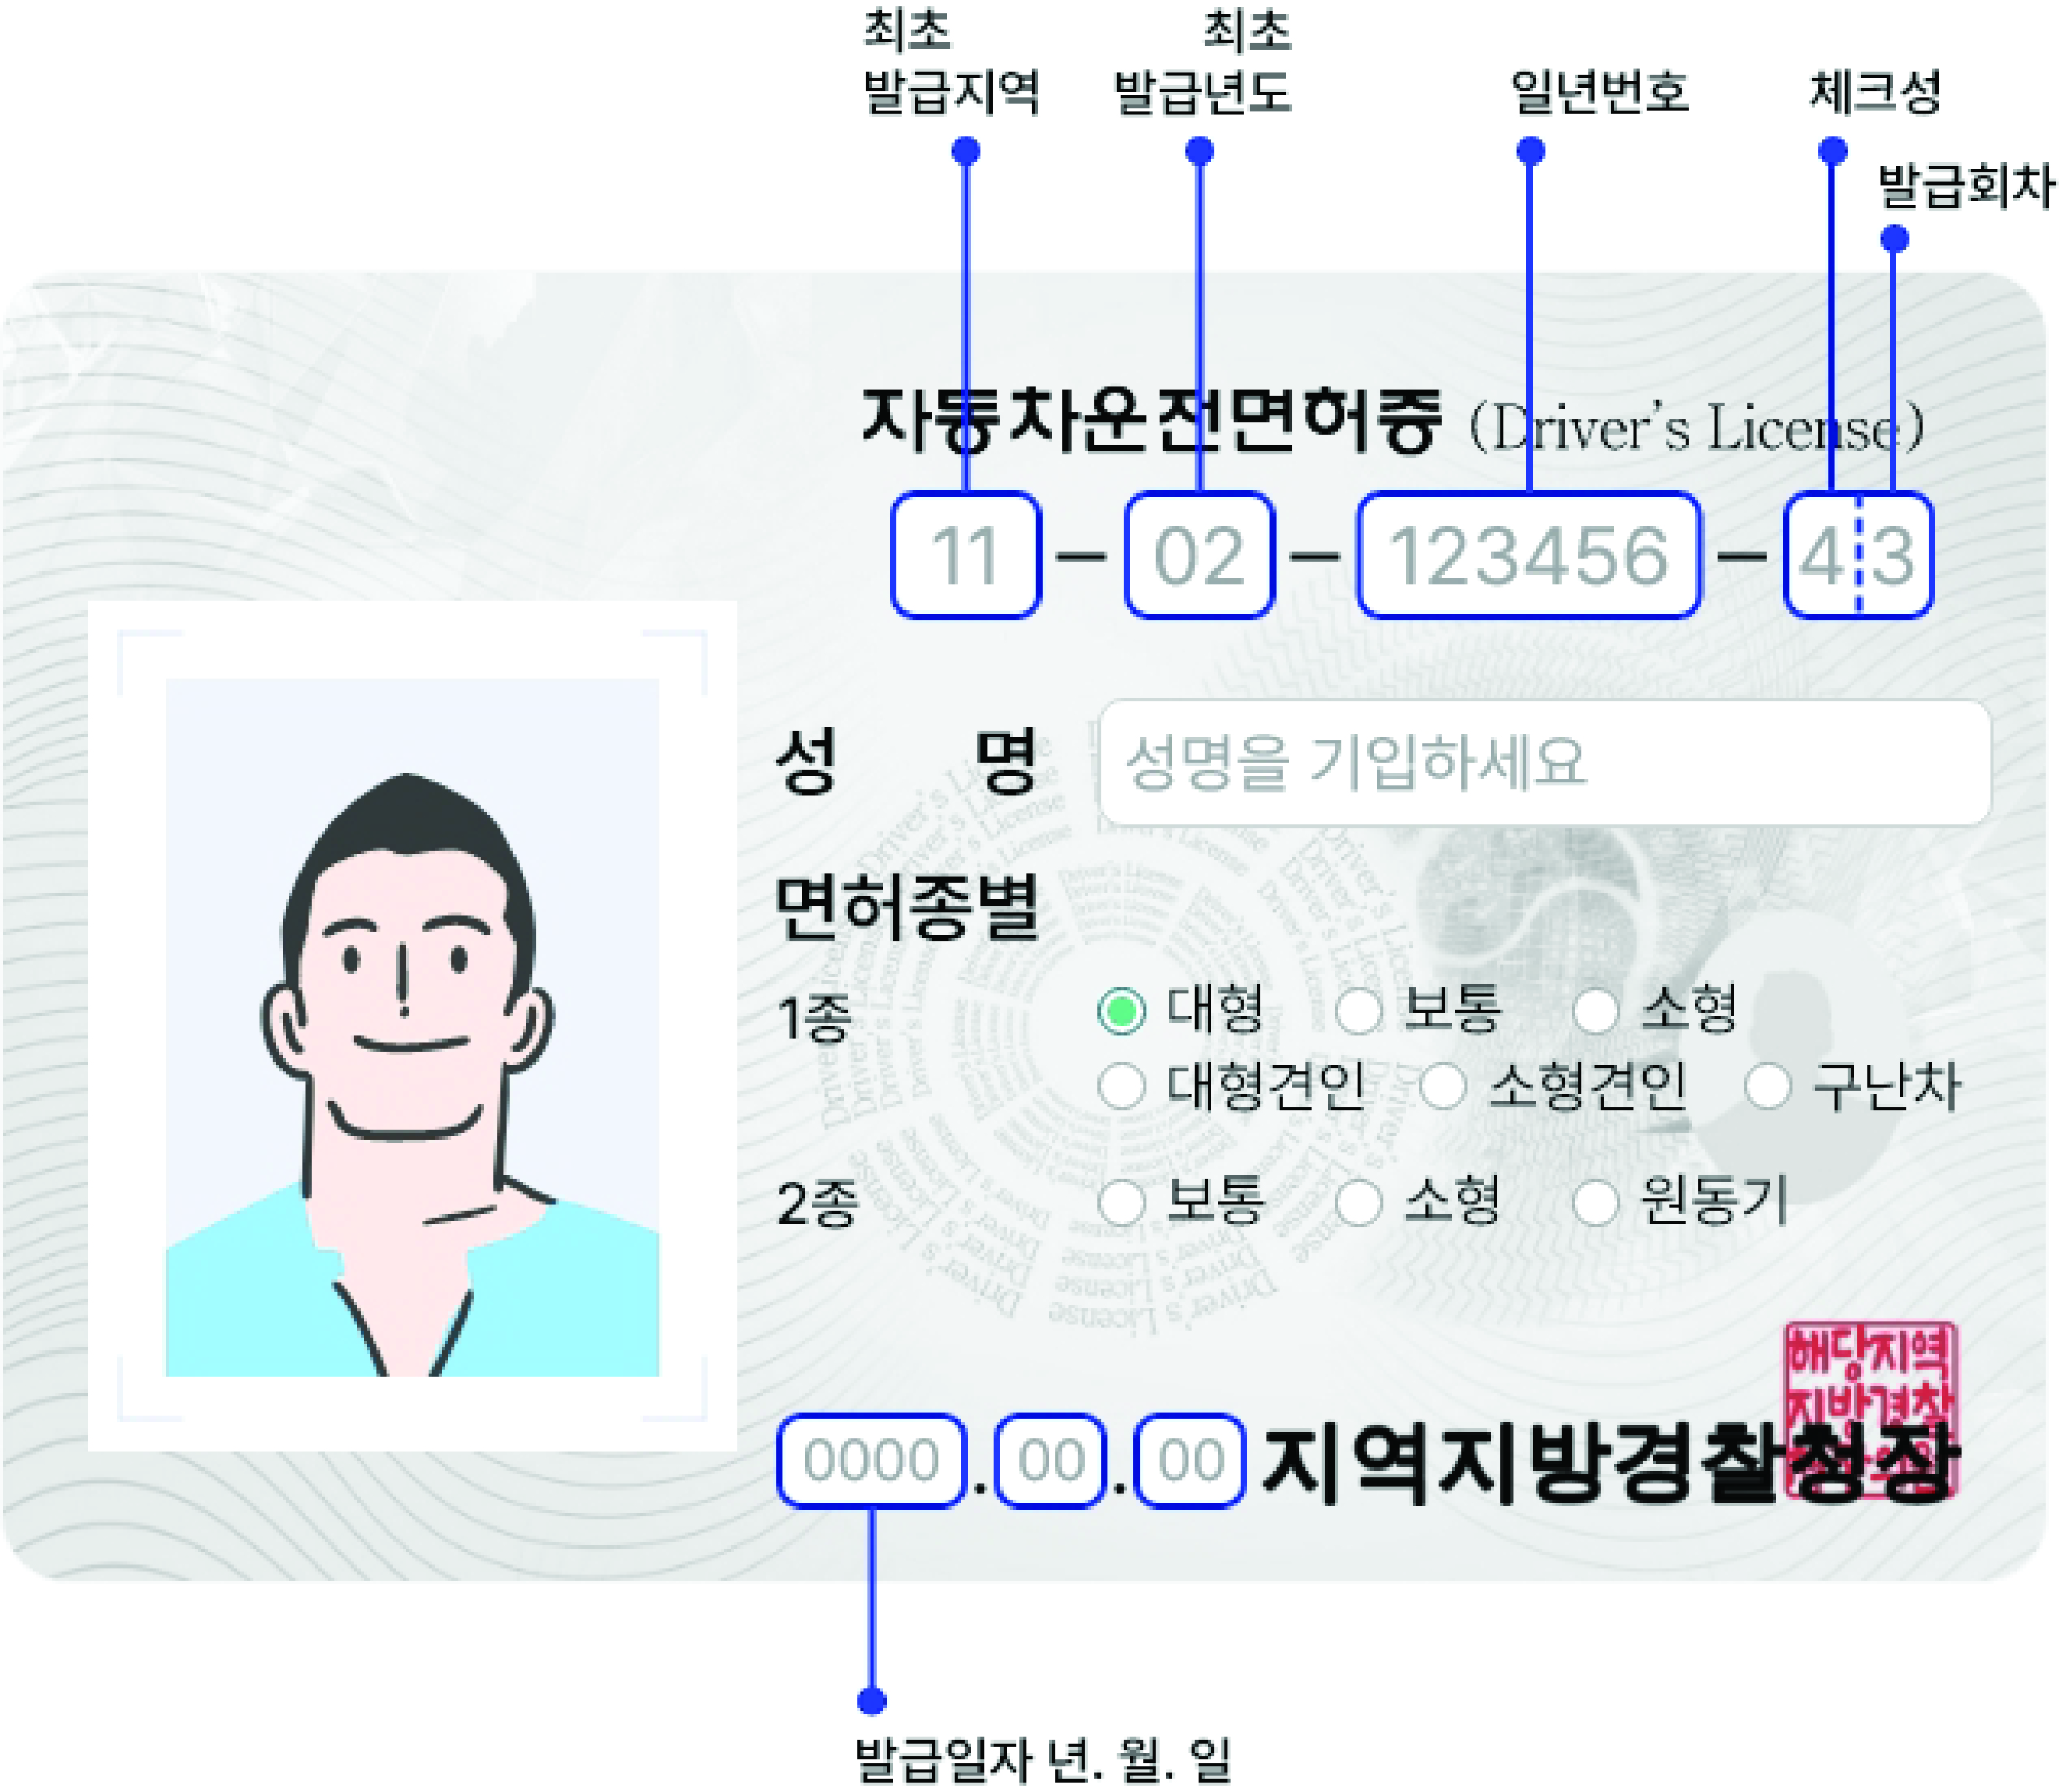 최초
발급지역
최초
발급년도
일년번호
체크성
발급회차
자동차운전면허증 (Driver's License)
11 - 02 - 123456 - 4 3
성 명 성명을 기입하세요
면허종별
1종 대형 보통 소형
대형견인 소형견인 구난차
2종 보통 소형 원동기
해당지역
지방경찰
0000.00.00 지역지방경찰청장
발급일자 년. 월. 일